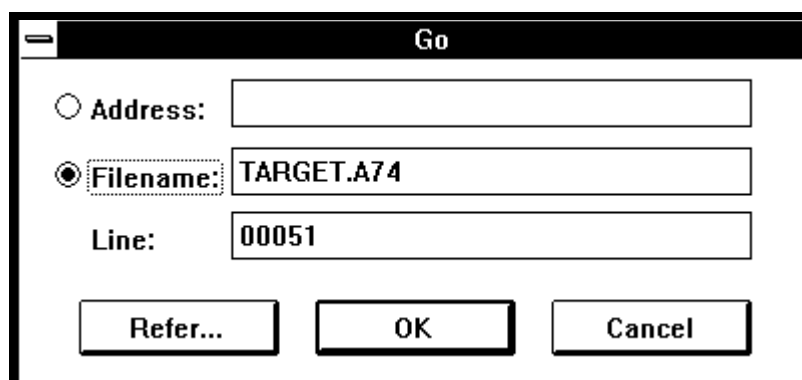 Go
Address:
Filename: TARGET.A74
Line: 00051
Refer... OK Cancel